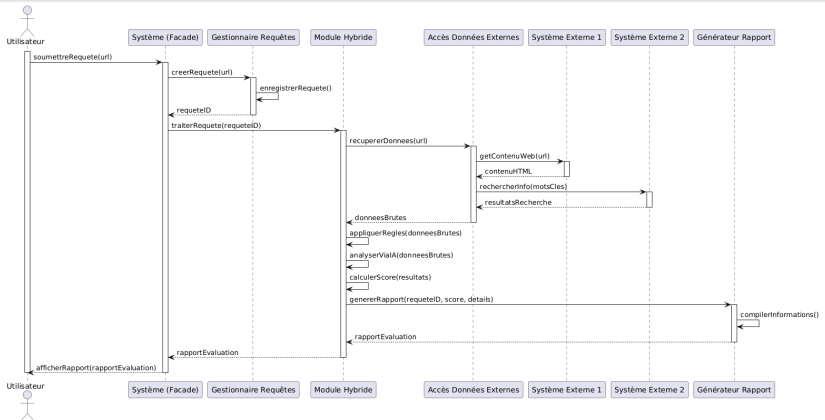 Utilisateur
Système (Facade)
Gestionnaire Requêtes
Module Hybride
Accès Données Externes
Système Externe 1
Système Externe 2
Générateur Rapport
soumettreRequete(url)
creerRequete(url)
enregistrerRequete()
requeteID
traiterRequete(requeteID)
recupererDonnees(url)
getContenuWeb(url)
contenuHTML
rechercherInfo(motsCles)
resultatsRecherche
donneesBrutes
appliquerRegles(donneesBrutes)
analyserViaIA(donneesBrutes)
calculerScore(resultats)
genererRapport(requeteID, score, details)
compilerInformations()
rapportEvaluation
rapportEvaluation
afficherRapport(rapportEvaluation)
Utilisateur
Système (Facade)
Gestionnaire Requêtes
Module Hybride
Accès Données Externes
Système Externe 1
Système Externe 2
Générateur Rapport